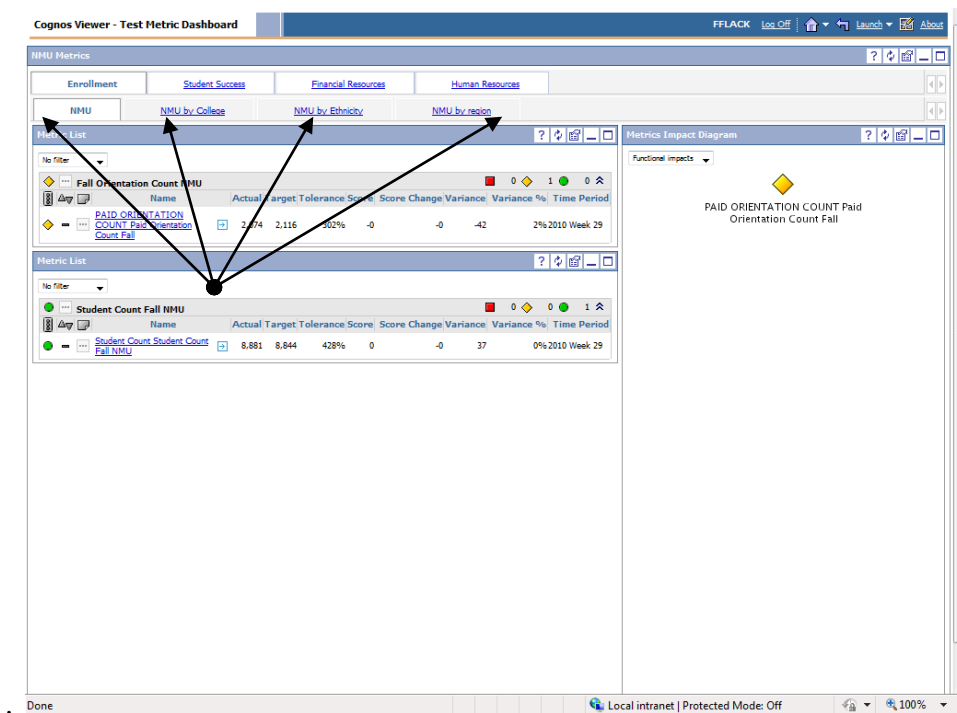 Cognos Viewer - Test Metric Dashboard
FFLACK Log Off Launch About
NMU Metrics
Enrollment Student Success Financial Resources Human Resources
NMU NMU by College NMU by Ethnicity NMU by region
Metric List
No filter
Fall Orientation Count NMU 0 1 0
Name Actual Target Tolerance Score Score Change Variance Variance % Time Period
PAID ORIENTATION COUNT Paid Orientation Count Fall 2,074 2,116 302% -0 -0 -42 2% 2010 Week 29
Metric List
No filter
Student Count Fall NMU 0 0 1
Name Actual Target Tolerance Score Score Change Variance Variance % Time Period
Student Count Student Count Fall NMU 8,881 8,844 428% 0 -0 37 0% 2010 Week 29
Metrics Impact Diagram
Functional impacts
PAID ORIENTATION COUNT Paid
Orientation Count Fall
Done Local intranet | Protected Mode: Off 100%